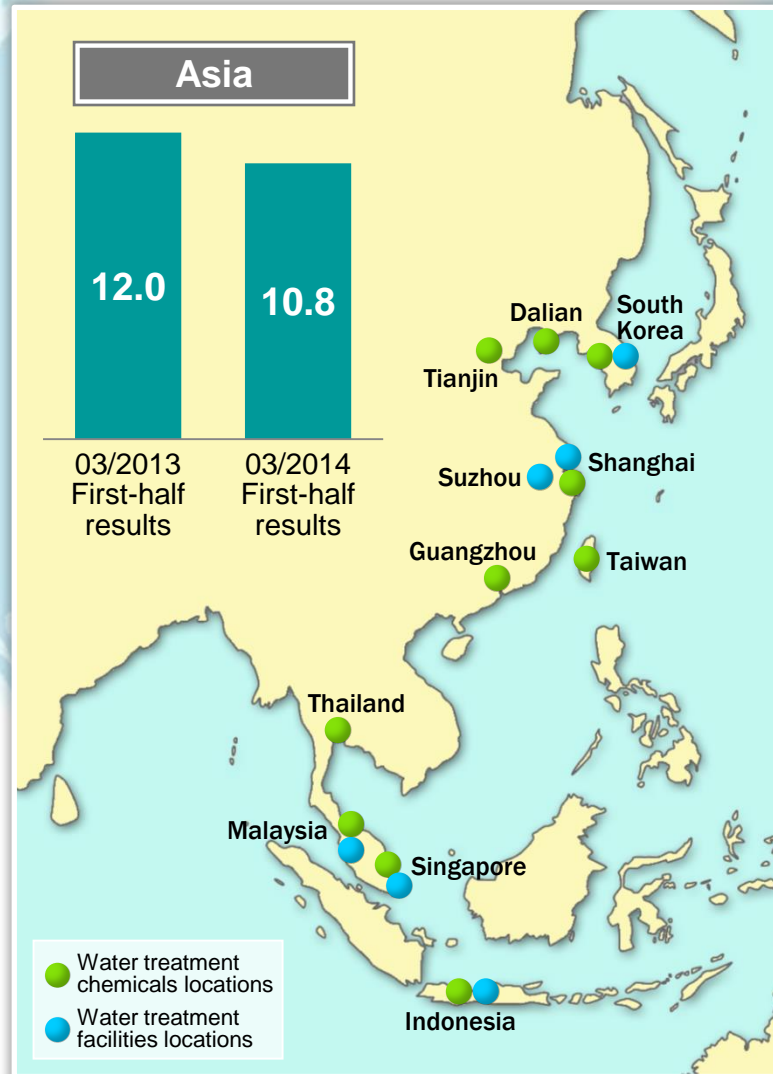 Asia
12.0
10.8
03/2013
First-half
results
03/2014
First-half
results
Dalian
South
Korea
Tianjin
Shanghai
Suzhou
Guangzhou
Taiwan
Thailand
Malaysia
Singapore
Indonesia
Water treatment
chemicals locations
Water treatment
facilities locations